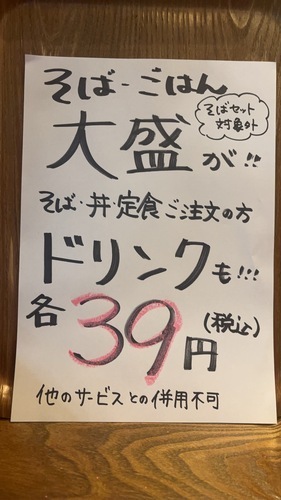 そば・ごはん
そばセット
対象外
大盛が!!
そば・丼・定食ご注文の方
ドリンクも!!!
各39円(税込)
他のサービスとの併用不可